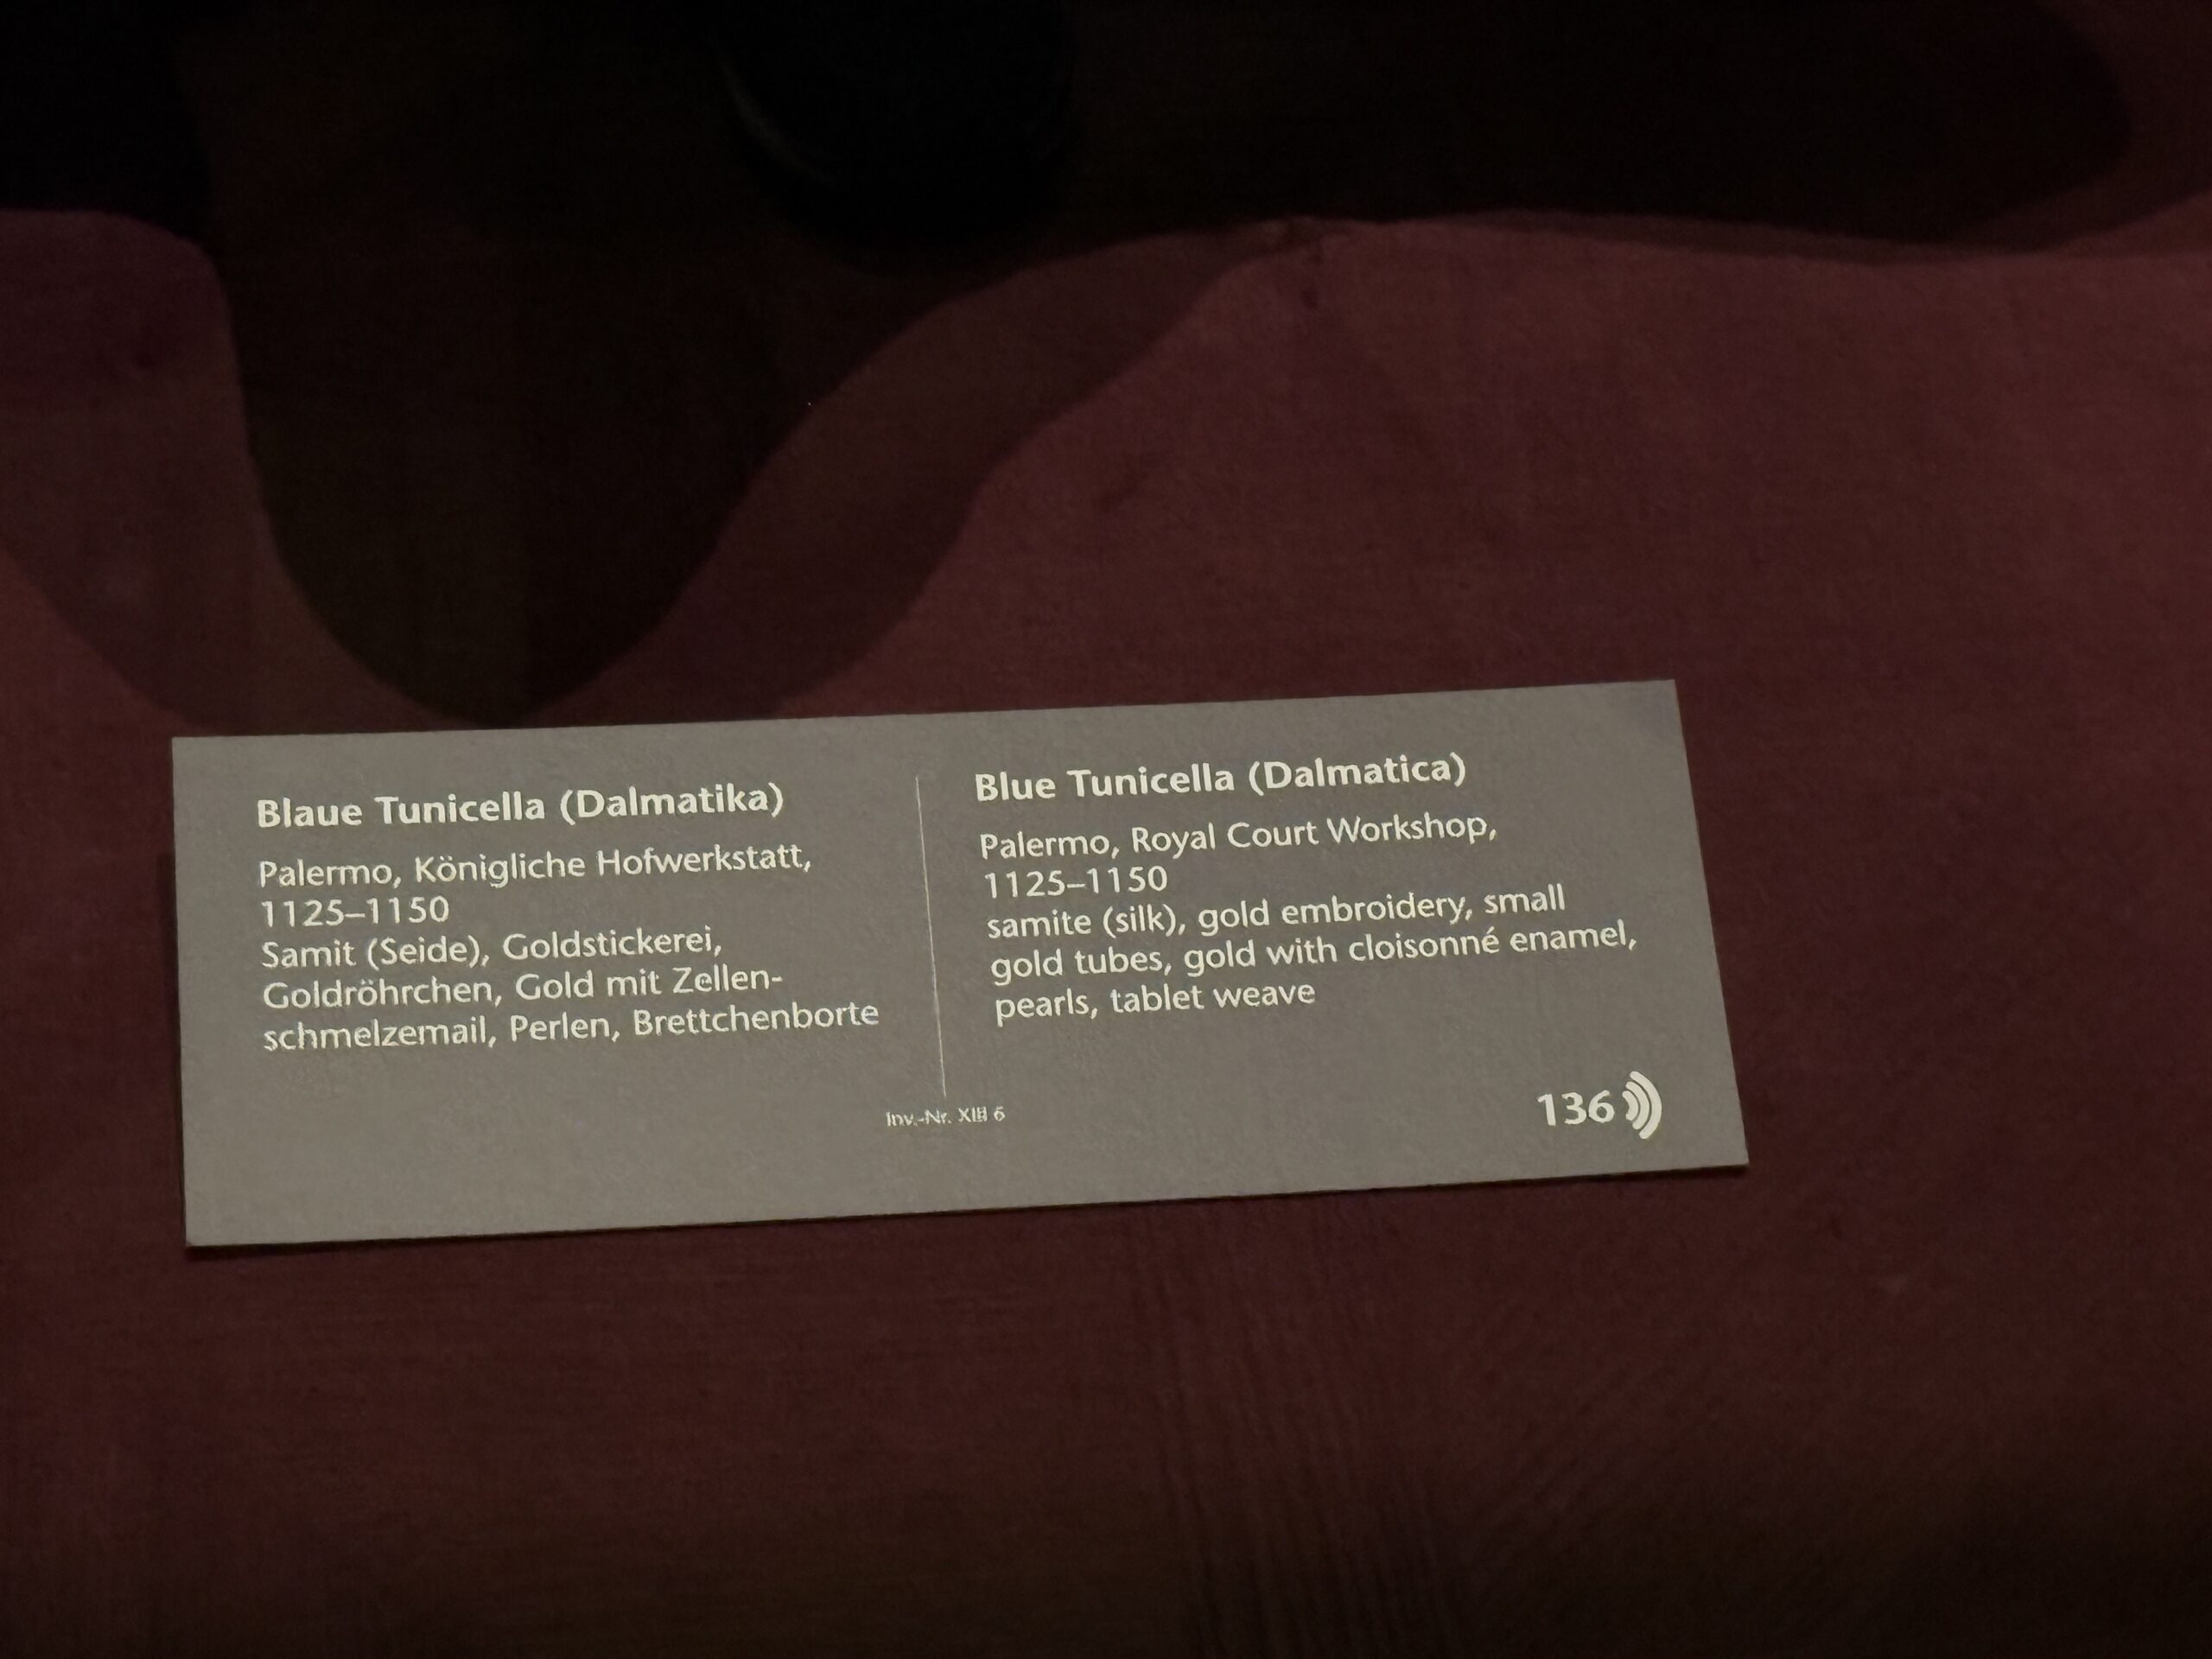 Blaue Tunicella (Dalmatika)
Palermo, Königliche Hofwerkstatt,
1125–1150
Samit (Seide), Goldstickerei,
Goldröhrchen, Gold mit Zellen-
schmelzemail, Perlen, Brettchenborte
Blue Tunicella (Dalmatica)
Palermo, Royal Court Workshop,
1125–1150
samite (silk), gold embroidery, small
gold tubes, gold with cloisonné enamel,
pearls, tablet weave
Inv.-Nr. XIII 6
136